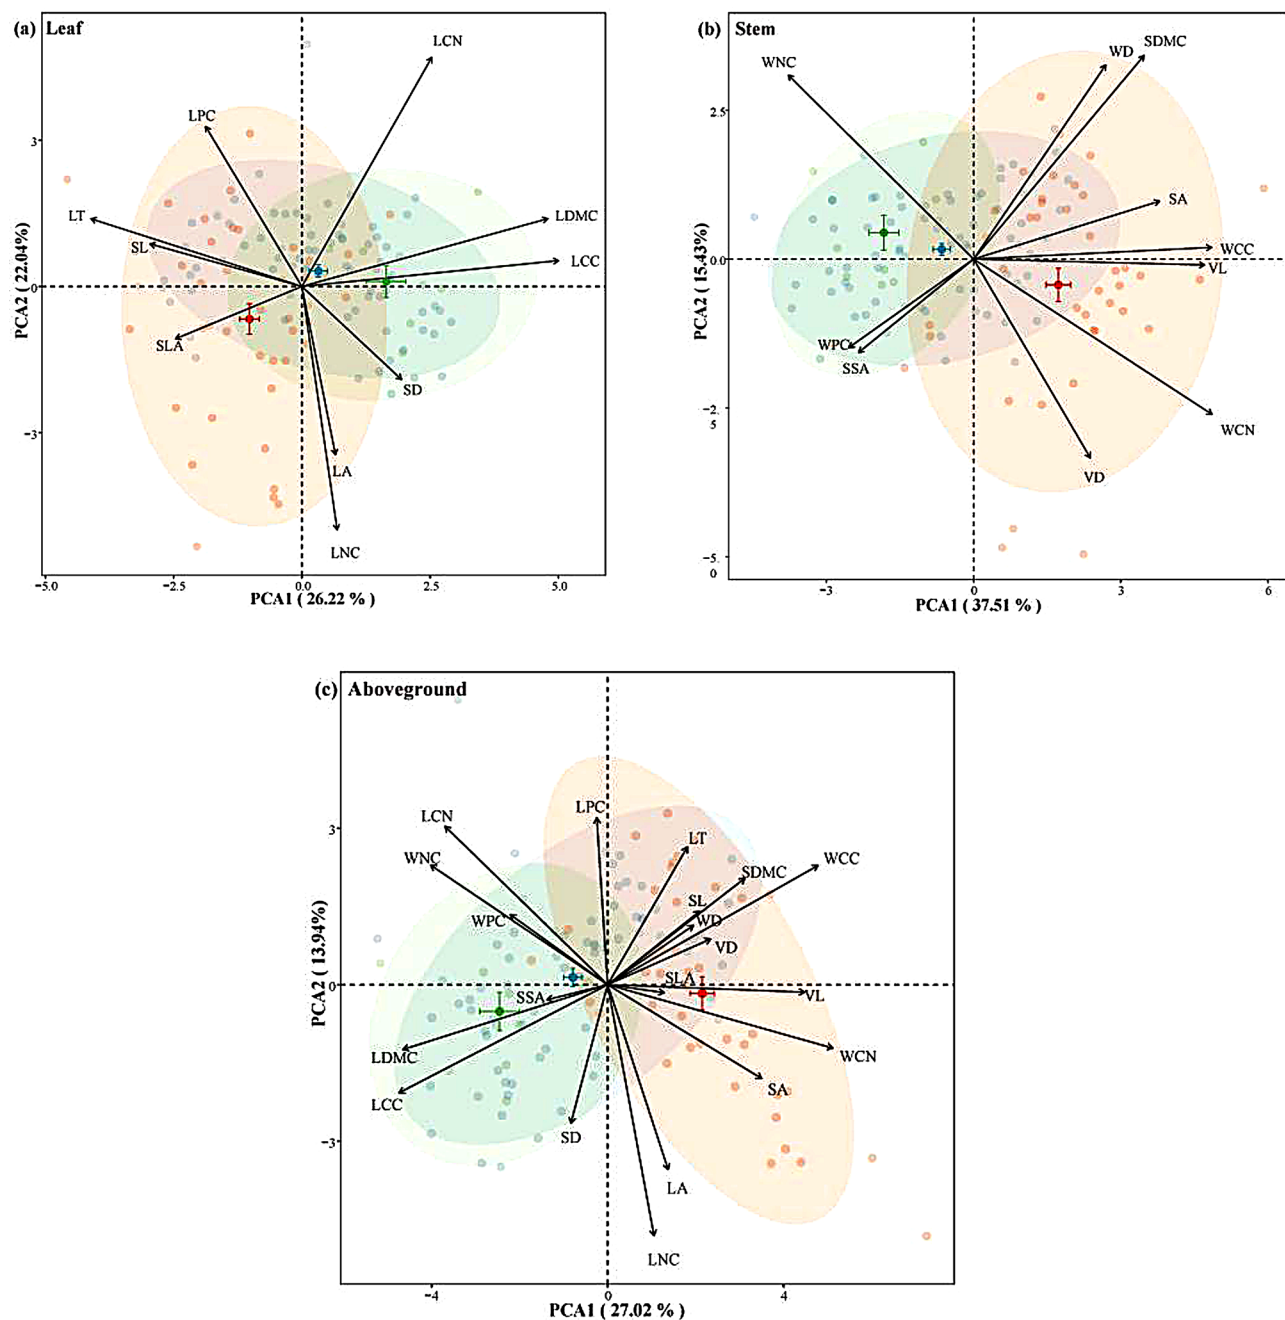 (a) Leaf
LCN
LPC
LT
SL
LDMC
LCC
SLA
SD
LA
LNC
3
0
−3
PCA2 ( 22.04% )
−5.0
−2.5
0.0
2.5
5.0
PCA1 ( 26.22 % )
(b) Stem
WNC
WD
SDMC
SA
WCC
VL
WPC
SSA
WCN
VD
2.5
0.0
−2
5
−5.
0
PCA2 ( 15.43% )
−3
0
3
6
PCA1 ( 37.51 % )
(c) Aboveground
LCN
LPC
WNC
LT
WCC
SDMC
SL
WPC
WD
VD
SLA
SSA
VL
LDMC
WCN
LCC
SA
SD
LA
LNC
3
0
−3
PCA2 ( 13.94% )
−4
0
4
PCA1 ( 27.02 % )